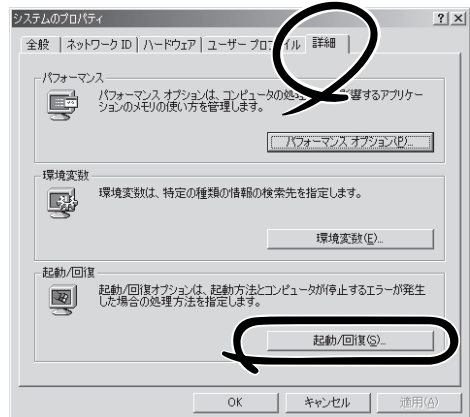 システムのプロパティ
全般
ネットワーク ID
ハードウェア
ユーザー プロファイル
詳細
パフォーマンス
パフォーマンス オプションは、コンピュータの処理 響するアプリケー
ションのメモリの使い方を管理します。
パフォーマンス オプション(P)...
環境変数
環境変数は、特定の種類の情報の検索先を指定します。
環境変数(E)...
起動/回復
起動/回復オプションは、起動方法とコンピュータが停止するエラーが発生
した場合の処理方法を指定します。
起動/回復(S)...
OK
キャンセル
適用(A)